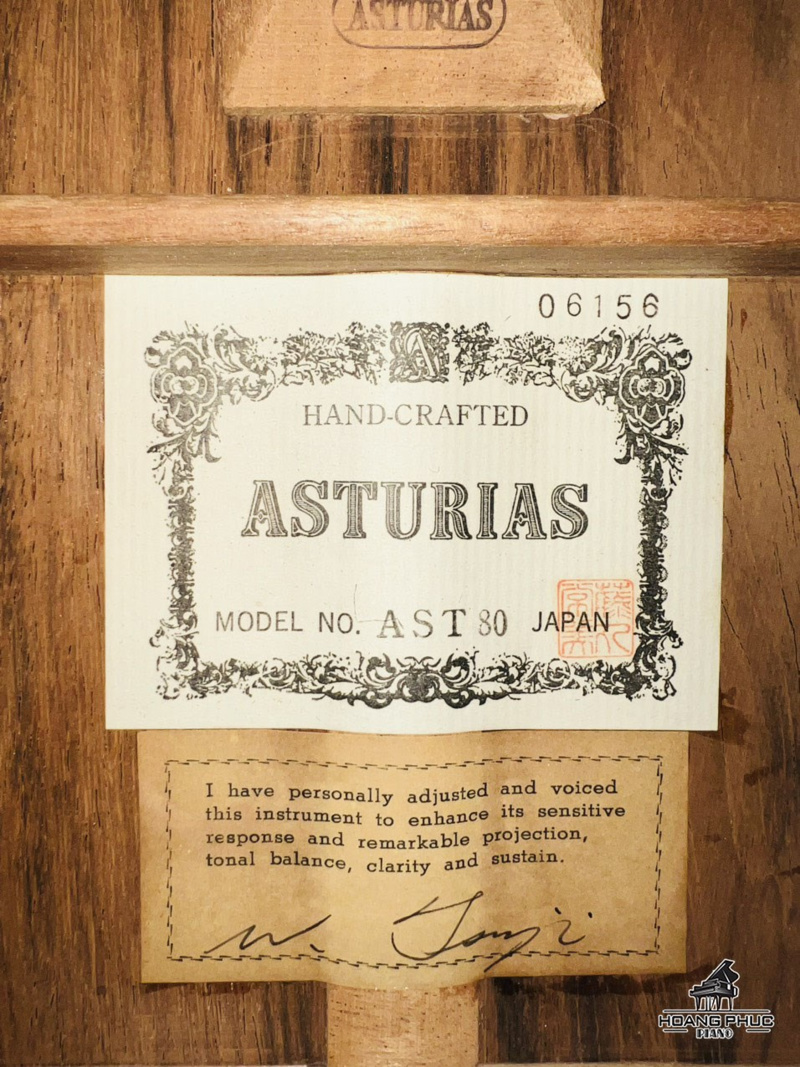 ASTURIAS
06156
A
HAND-CRAFTED
ASTURIAS
MODEL NO. AST 80 JAPAN
I have personally adjusted and voiced
this instrument to enhance its sensitive
response and remarkable projection,
tonal balance, clarity and sustain.
W. Tsuji
HOANG PHUC
PIANO